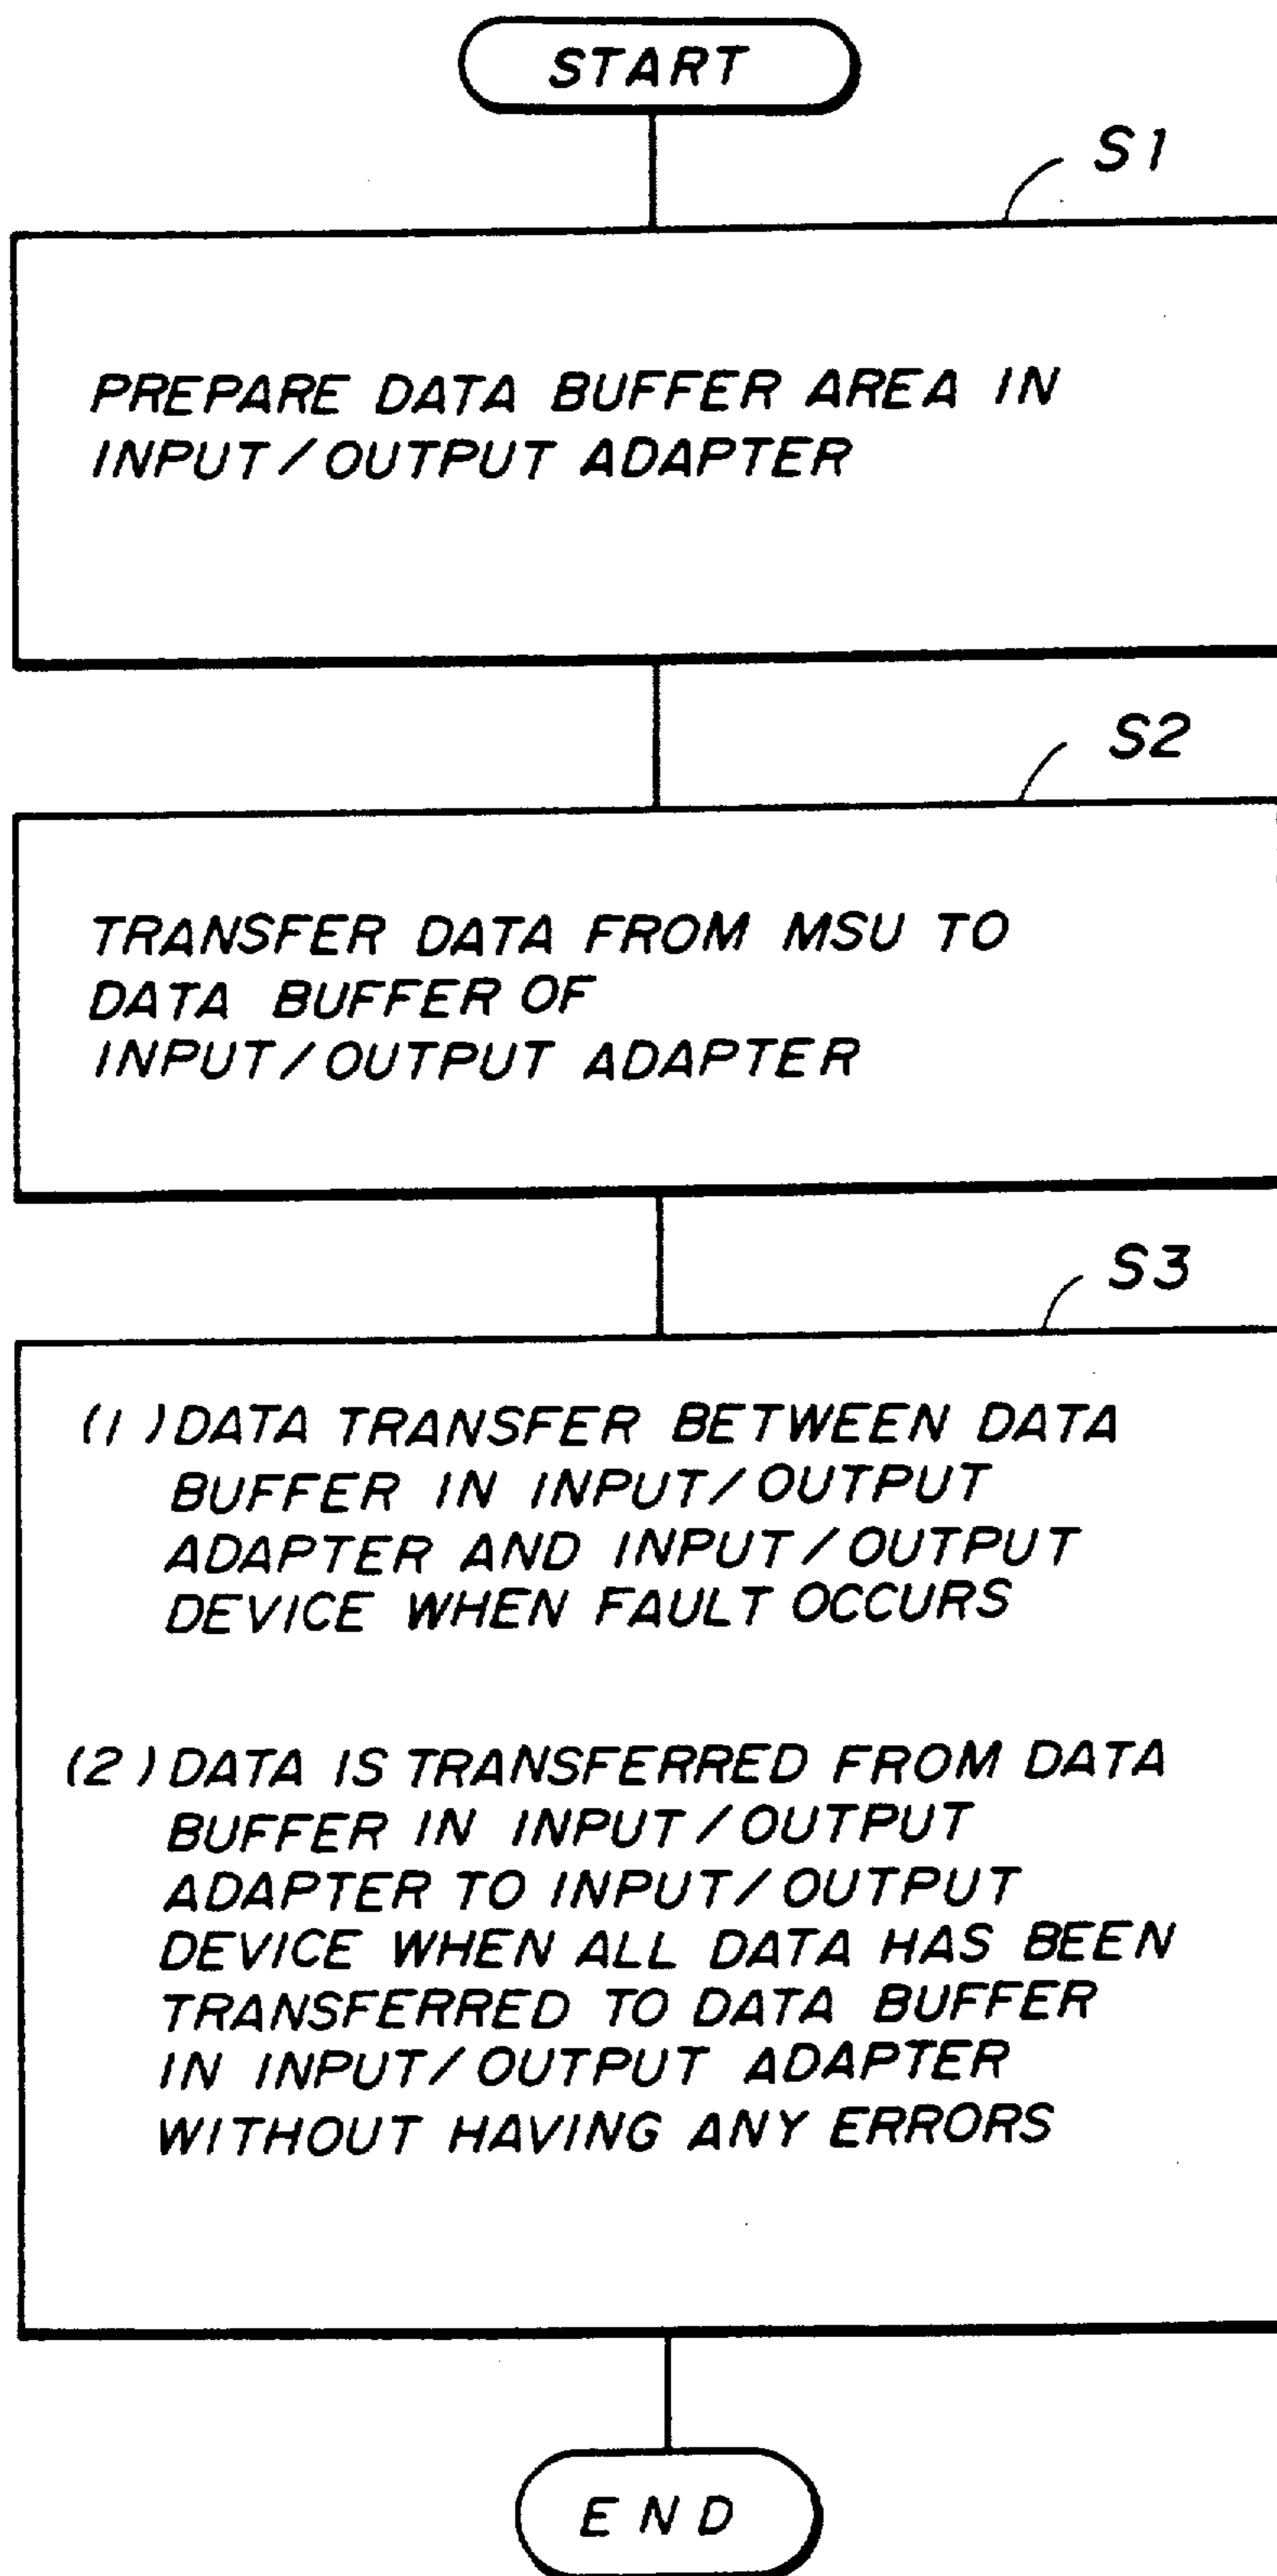 START
S1
PREPARE DATA BUFFER AREA IN
INPUT/OUTPUT ADAPTER
S2
TRANSFER DATA FROM MSU TO
DATA BUFFER OF
INPUT/OUTPUT ADAPTER
S3
(1) DATA TRANSFER BETWEEN DATA
BUFFER IN INPUT/OUTPUT
ADAPTER AND INPUT/OUTPUT
DEVICE WHEN FAULT OCCURS
(2) DATA IS TRANSFERRED FROM DATA
BUFFER IN INPUT/OUTPUT
ADAPTER TO INPUT/OUTPUT
DEVICE WHEN ALL DATA HAS BEEN
TRANSFERRED TO DATA BUFFER
IN INPUT/OUTPUT ADAPTER
WITHOUT HAVING ANY ERRORS
END